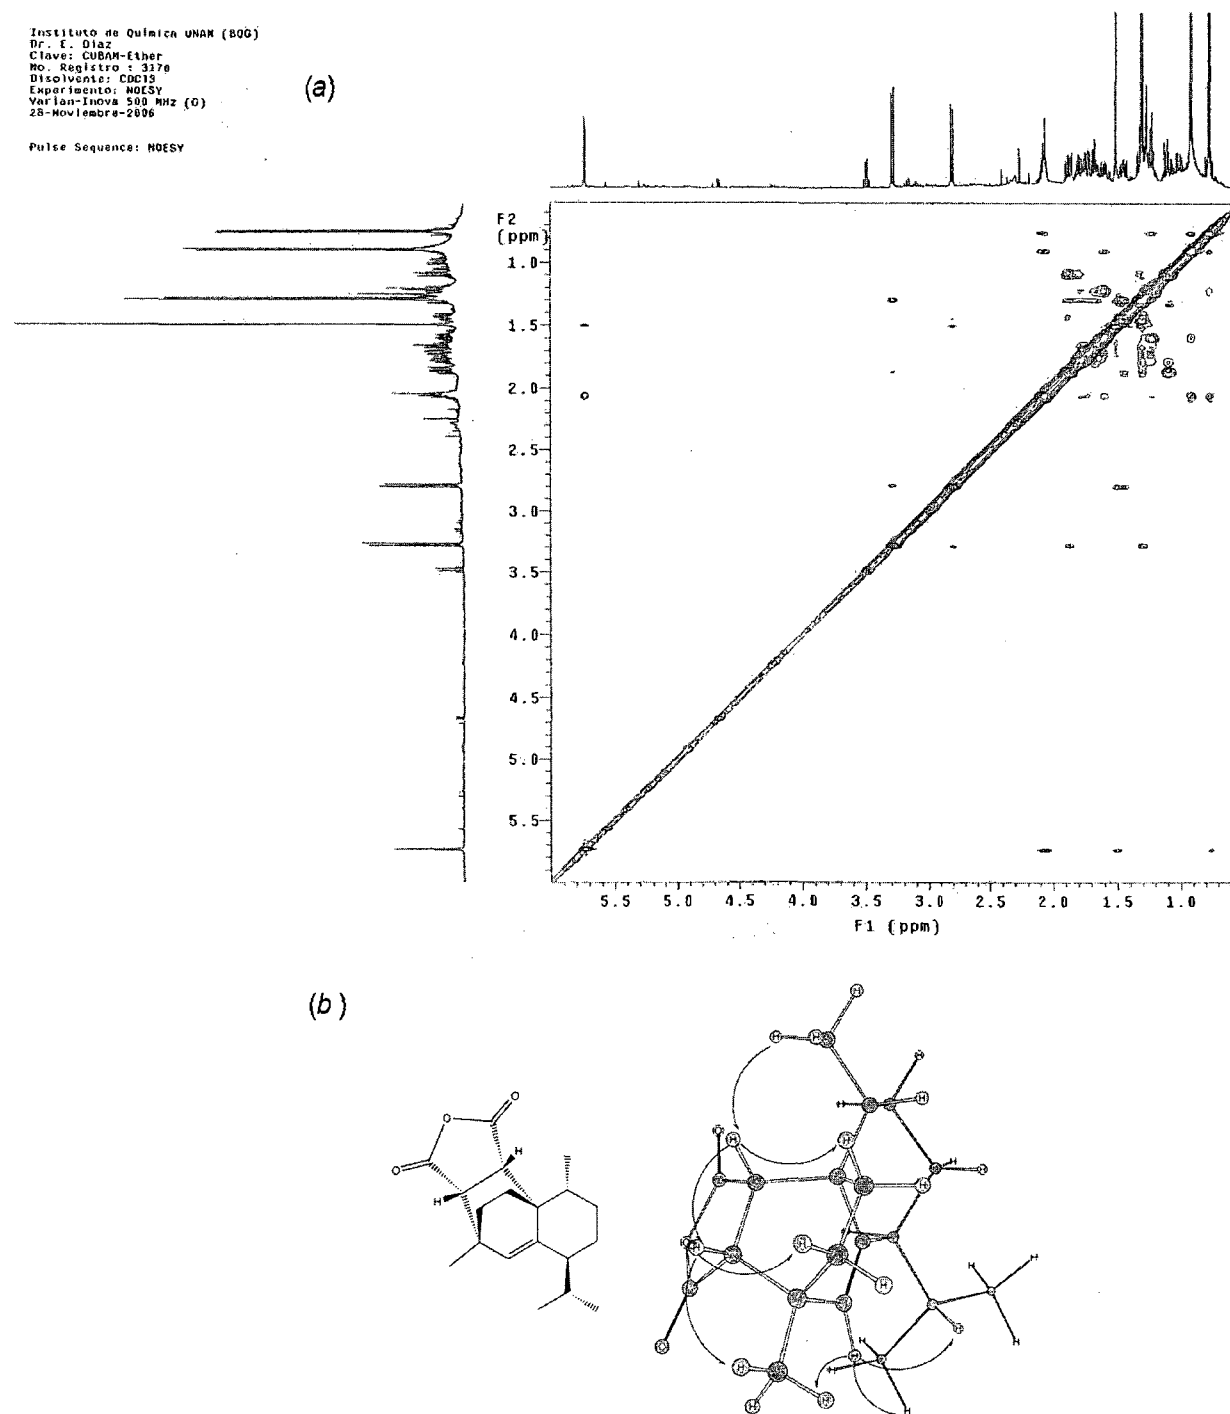 Instituto de Química UNAM (BQG)
Dr. E. Díaz
Clave: CUBAM-Ether
No. Registro : 3170
Disolvente: CDCl3
Experimento: NOESY
Varian-Inova 500 MHz (G)
28-Noviembre-2006
Pulse Sequence: NOESY
(a)
F2
(ppm)
1.0
1.5
2.0
2.5
3.0
3.5
4.0
4.5
5.0
5.5
5.5 5.0 4.5 4.0 3.5 3.0 2.5 2.0 1.5 1.0
F1 (ppm)
(b)
O
O
O
H
H